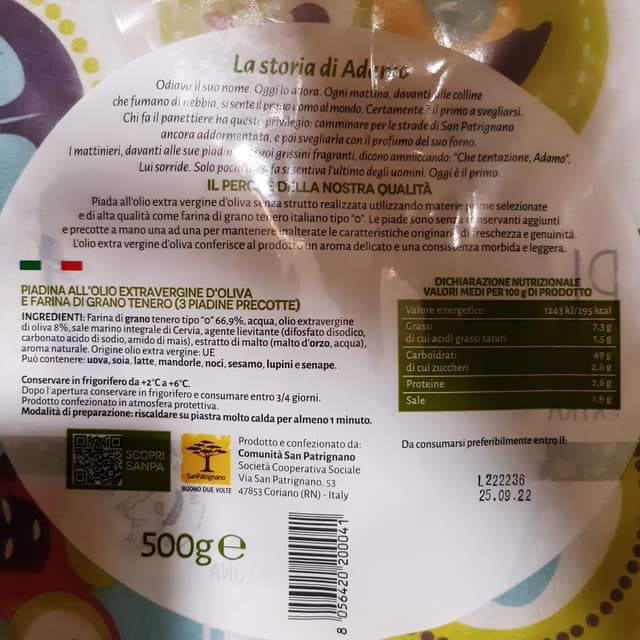 La storia di Adamo
Odiava il suo nome. Oggi lo adora. Ogni mattina, davanti alle colline
che fumano di nebbia, si sente il primo uomo al mondo. Certamente è il primo a svegliarsi.
Chi fa il panettiere ha questo privilegio: camminare per le strade di San Patrignano
ancora addormentata, e poi svegliarla con il profumo del suo forno.
I mattinieri, davanti alle sue piadine e ai suoi grissini fragranti, dicono ammiccando: "Che tentazione, Adamo".
Lui sorride. Solo pochi fa si sentiva l'ultimo degli uomini. Oggi è il primo.
IL PERCHÉ DELLA NOSTRA QUALITÀ
Piada all'olio extra vergine d'oliva senza strutto realizzata utilizzando materie prime selezionate
e di alta qualità come farina di grano tenero italiano tipo "0". Le piade sono senza conservanti aggiunti
e precotte a mano una ad una per mantenere inalterate le caratteristiche originarie di freschezza e genuinità.
L'olio extra vergine d'oliva conferisce al prodotto un aroma delicato e una consistenza morbida e leggera.
PIADINA ALL'OLIO EXTRAVERGINE D'OLIVA
E FARINA DI GRANO TENERO (3 PIADINE PRECOTTE)
INGREDIENTI: Farina di grano tenero tipo "0" 66,9%, acqua, olio extravergine
di oliva 8%, sale marino integrale di Cervia, agente lievitante (difosfato disodico,
carbonato acido di sodio, amido di mais), estratto di malto (malto d'orzo, acqua),
aroma naturale. Origine olio extra vergine: UE
Può contenere: uova, soia, latte, mandorle, noci, sesamo, lupini e senape.
Conservare in frigorifero da +2°C a +6°C.
Dopo l'apertura conservare in frigorifero e consumare entro 3/4 giorni.
Prodotto confezionato in atmosfera protettiva.
Modalità di preparazione: riscaldare su piastra molto calda per almeno 1 minuto.
DICHIARAZIONE NUTRIZIONALE
VALORI MEDI PER 100 g DI PRODOTTO
Valore energetico 1243 kJ/295 kcal
Grassi 7,3 g
di cui acidi grassi saturi 1,5 g
Carboidrati 49 g
di cui zuccheri 2,8 g
Proteine 7,6 g
Sale 1,9 g
SCOPRI
SANPA
SanPatrignano
BUONO DUE VOLTE
Prodotto e confezionato da:
Comunità San Patrignano
Società Cooperativa Sociale
Via San Patrignano, 53
47853 Coriano (RN) - Italy
Da consumarsi preferibilmente entro il:
L222236
25.09.22
500g e
8 056420 200041